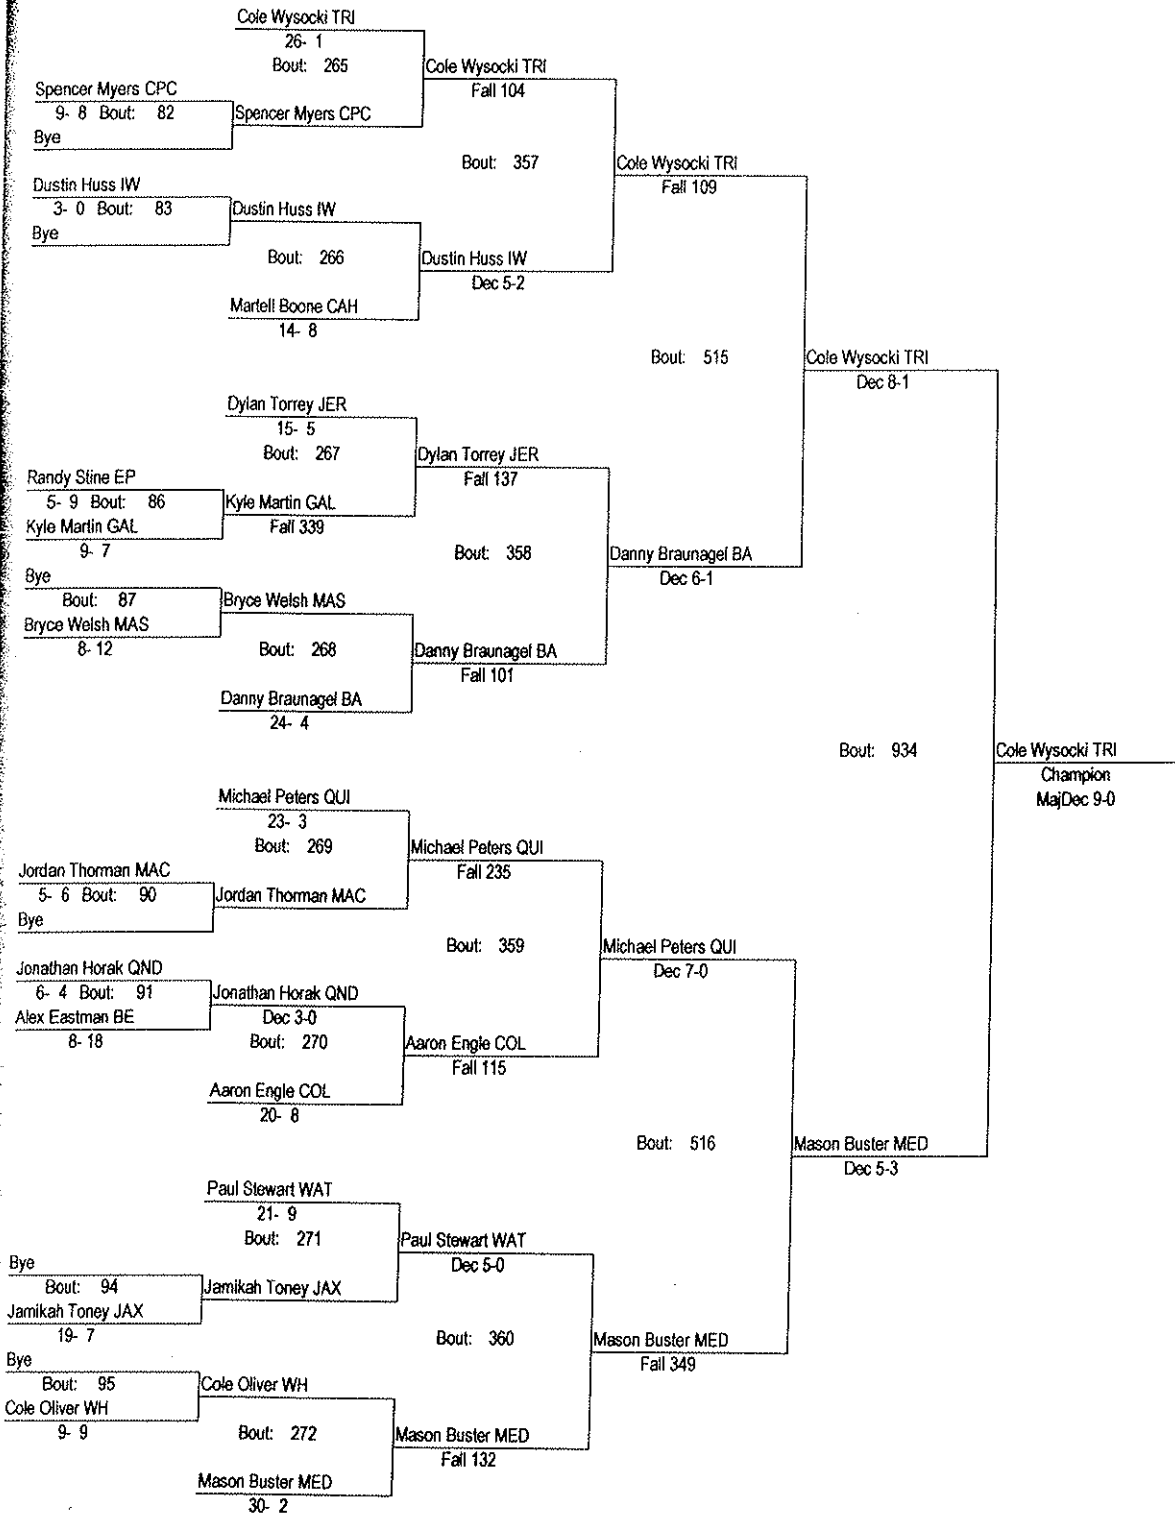 Cole Wysocki TRI
26- 1
Bout: 265
Cole Wysocki TRI
Fall 104
Spencer Myers CPC
9- 8 Bout: 82
Spencer Myers CPC
Bye
Bout: 357
Cole Wysocki TRI
Fall 109
Dustin Huss IW
3- 0 Bout: 83
Dustin Huss IW
Bye
Bout: 266
Dustin Huss IW
Dec 5-2
Martell Boone CAH
14- 8
Bout: 515
Cole Wysocki TRI
Dec 8-1
Dylan Torrey JER
15- 5
Bout: 267
Dylan Torrey JER
Fall 137
Randy Stine EP
5- 9 Bout: 86
Kyle Martin GAL
Fall 339
Kyle Martin GAL
9- 7
Bout: 358
Danny Braunagel BA
Dec 6-1
Bye
Bout: 87
Bryce Welsh MAS
Bryce Welsh MAS
8- 12
Bout: 268
Danny Braunagel BA
Fall 101
Danny Braunagel BA
24- 4
Bout: 934
Cole Wysocki TRI
Champion
MajDec 9-0
Michael Peters QUI
23- 3
Bout: 269
Michael Peters QUI
Fall 235
Jordan Thorman MAC
5- 6 Bout: 90
Jordan Thorman MAC
Bye
Bout: 359
Michael Peters QUI
Dec 7-0
Jonathan Horak QND
6- 4 Bout: 91
Jonathan Horak QND
Dec 3-0
Alex Eastman BE
8- 18
Bout: 270
Aaron Engle COL
Fall 115
Aaron Engle COL
20- 8
Bout: 516
Mason Buster MED
Dec 5-3
Paul Stewart WAT
21- 9
Bout: 271
Paul Stewart WAT
Dec 5-0
Bye
Bout: 94
Jamikah Toney JAX
Jamikah Toney JAX
19- 7
Bout: 360
Mason Buster MED
Fall 349
Bye
Bout: 95
Cole Oliver WH
Cole Oliver WH
9- 9
Bout: 272
Mason Buster MED
Fall 132
Mason Buster MED
30- 2